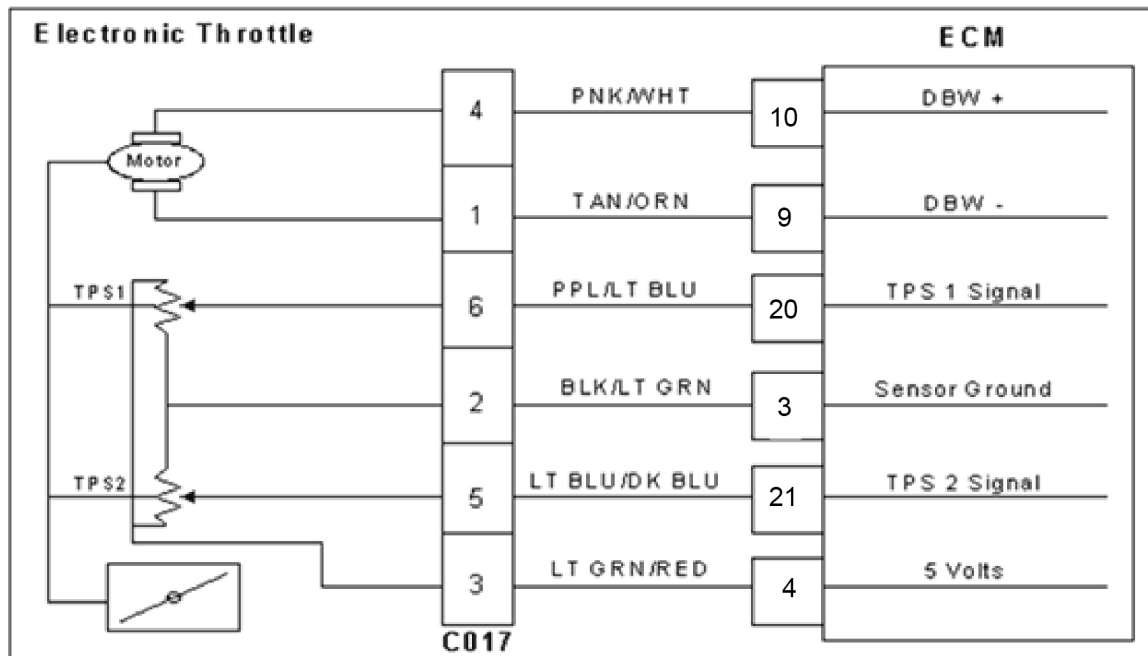 Electronic Throttle
ECM
4 PNK/WHT 10 DBW +
Motor
1 TAN/ORN 9 DBW -
TPS1 6 PPL/LT BLU 20 TPS 1 Signal
2 BLK/LT GRN 3 Sensor Ground
TPS2 5 LT BLU/DK BLU 21 TPS 2 Signal
3 LT GRN/RED 4 5 Volts
C017